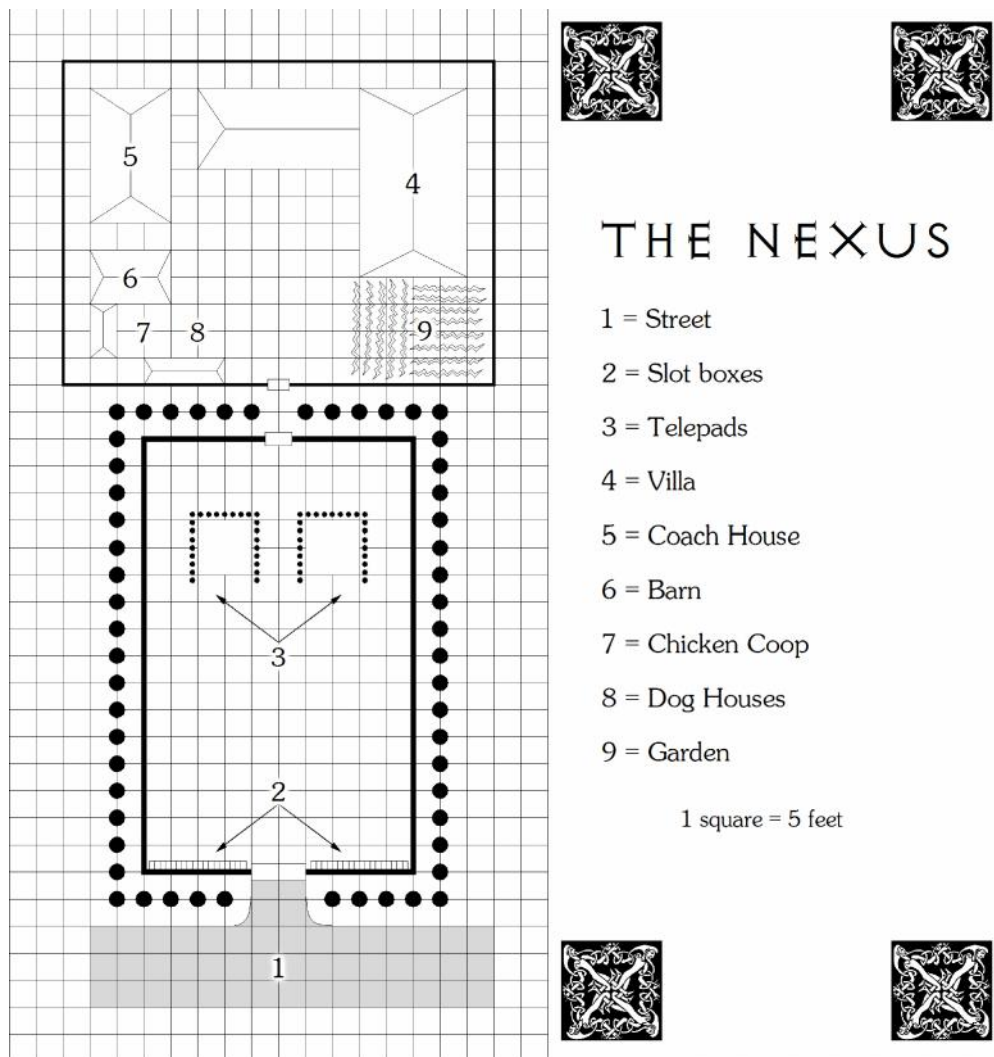 5
4
6
7
8
9
3
2
1
THE NEXUS
1 = Street
2 = Slot boxes
3 = Telepads
4 = Villa
5 = Coach House
6 = Barn
7 = Chicken Coop
8 = Dog Houses
9 = Garden
1 square = 5 feet